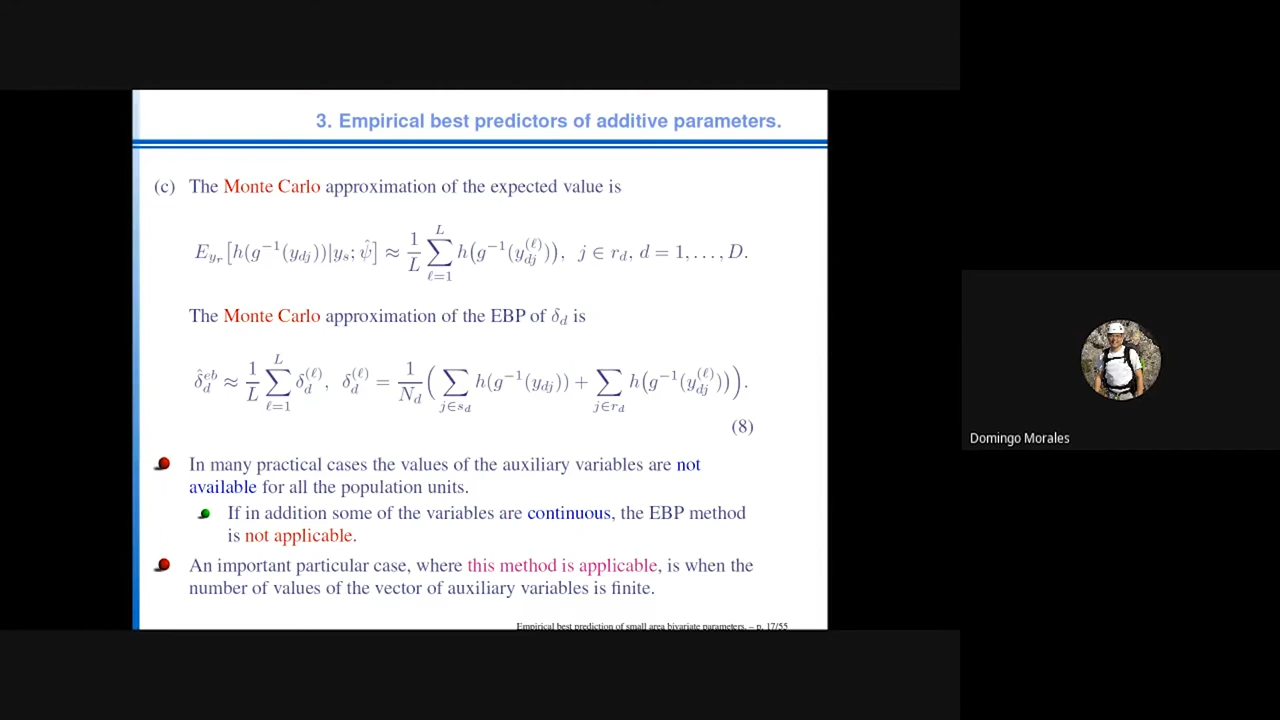 3. Empirical best predictors of additive parameters.
(c) The Monte Carlo approximation of the expected value is
$E_{y_r}\big[h(g^{-1}(y_{dj}))|y_s;\hat{\psi}\big] \approx \frac{1}{L}\sum_{\ell=1}^{L} h\big(g^{-1}(y_{dj}^{(\ell)})\big), \; j \in r_d, \, d = 1, \ldots, D.$
The Monte Carlo approximation of the EBP of $\delta_d$ is
$\hat{\delta}_d^{eb} \approx \frac{1}{L}\sum_{\ell=1}^{L} \delta_d^{(\ell)}, \; \delta_d^{(\ell)} = \frac{1}{N_d}\Big(\sum_{j \in s_d} h(g^{-1}(y_{dj})) + \sum_{j \in r_d} h\big(g^{-1}(y_{dj}^{(\ell)})\big)\Big).$
(8)
In many practical cases the values of the auxiliary variables are not
available for all the population units.
If in addition some of the variables are continuous, the EBP method
is not applicable.
An important particular case, where this method is applicable, is when the
number of values of the vector of auxiliary variables is finite.
Empirical best prediction of small area bivariate parameters. – p. 17/55
Domingo Morales